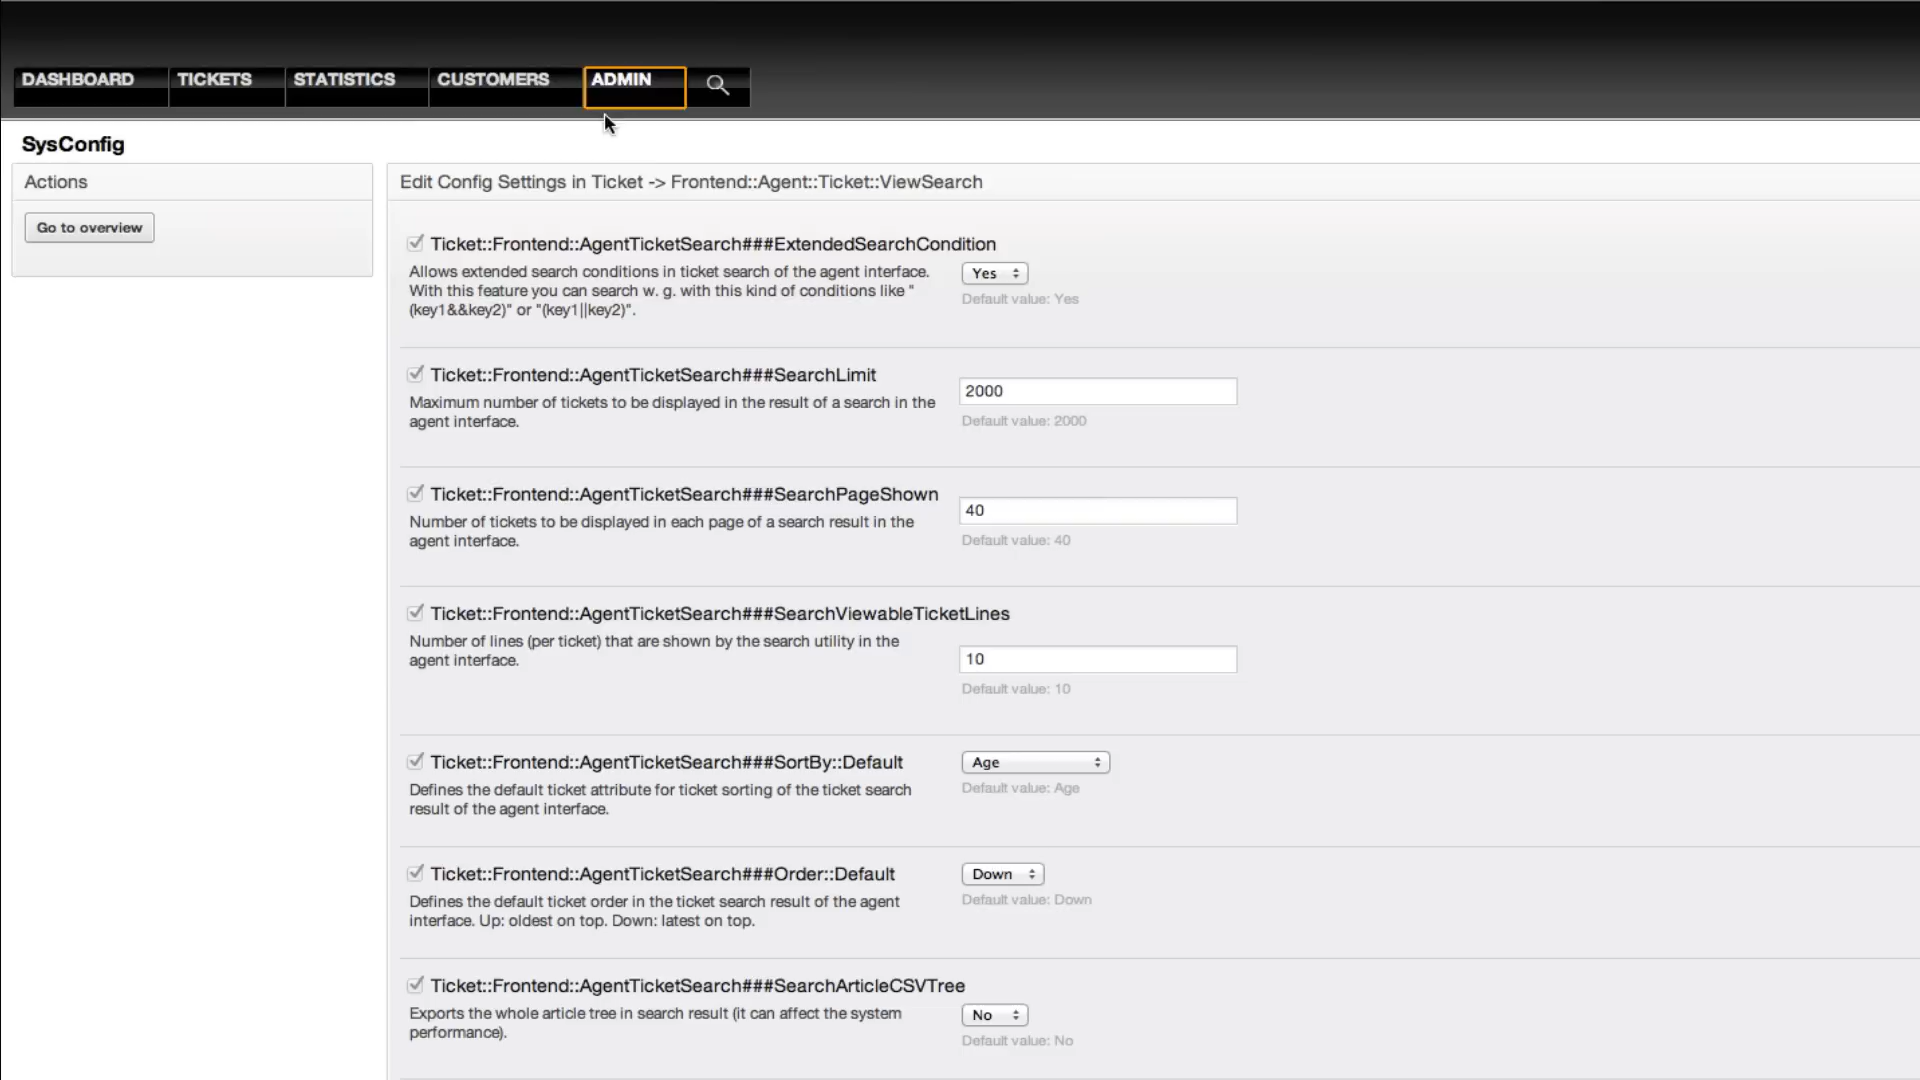 DASHBOARD TICKETS STATISTICS CUSTOMERS ADMIN
SysConfig
Actions
Go to overview
Edit Config Settings in Ticket -> Frontend::Agent::Ticket::ViewSearch
Ticket::Frontend::AgentTicketSearch###ExtendedSearchCondition
Allows extended search conditions in ticket search of the agent interface.
With this feature you can search w. g. with this kind of conditions like "
(key1&&key2)" or "(key1||key2)".
Yes
Default value: Yes
Ticket::Frontend::AgentTicketSearch###SearchLimit
Maximum number of tickets to be displayed in the result of a search in the
agent interface.
2000
Default value: 2000
Ticket::Frontend::AgentTicketSearch###SearchPageShown
Number of tickets to be displayed in each page of a search result in the
agent interface.
40
Default value: 40
Ticket::Frontend::AgentTicketSearch###SearchViewableTicketLines
Number of lines (per ticket) that are shown by the search utility in the
agent interface.
10
Default value: 10
Ticket::Frontend::AgentTicketSearch###SortBy::Default
Defines the default ticket attribute for ticket sorting of the ticket search
result of the agent interface.
Age
Default value: Age
Ticket::Frontend::AgentTicketSearch###Order::Default
Defines the default ticket order in the ticket search result of the agent
interface. Up: oldest on top. Down: latest on top.
Down
Default value: Down
Ticket::Frontend::AgentTicketSearch###SearchArticleCSVTree
Exports the whole article tree in search result (it can affect the system
performance).
No
Default value: No